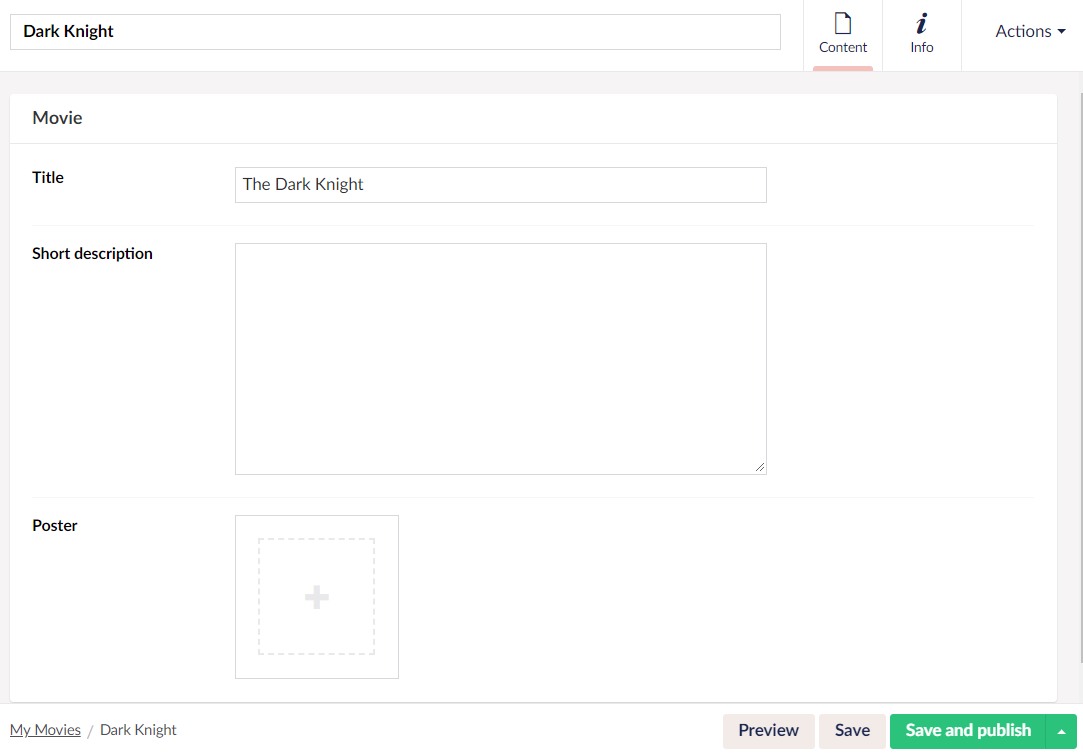 Dark Knight
Content
Info
Actions
Movie
Title
The Dark Knight
Short description
Poster
My Movies / Dark Knight
Preview
Save
Save and publish